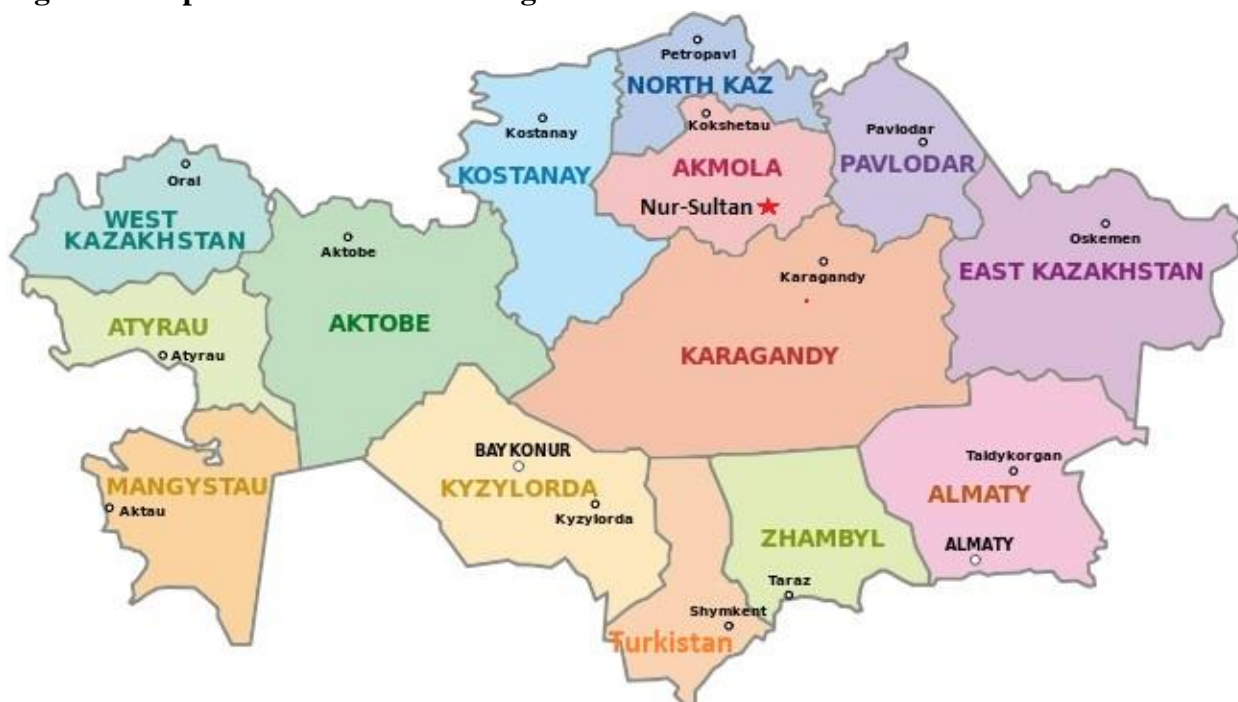 Petropavl
NORTH KAZ
Kokshetau
Kostanay
KOSTANAY
AKMOLA
Nur-Sultan
Pavlodar
PAVLODAR
Oral
WEST
KAZAKHSTAN
Aktobe
AKTOBE
Karagandy
KARAGANDY
Oskemen
EAST KAZAKHSTAN
ATYRAU
Atyrau
MANGYSTAU
Aktau
BAYKONUR
KYZYLORDA
Kyzylorda
Taldykorgan
ALMATY
ALMATY
ZHAMBYL
Taraz
Shymkent
Turkistan